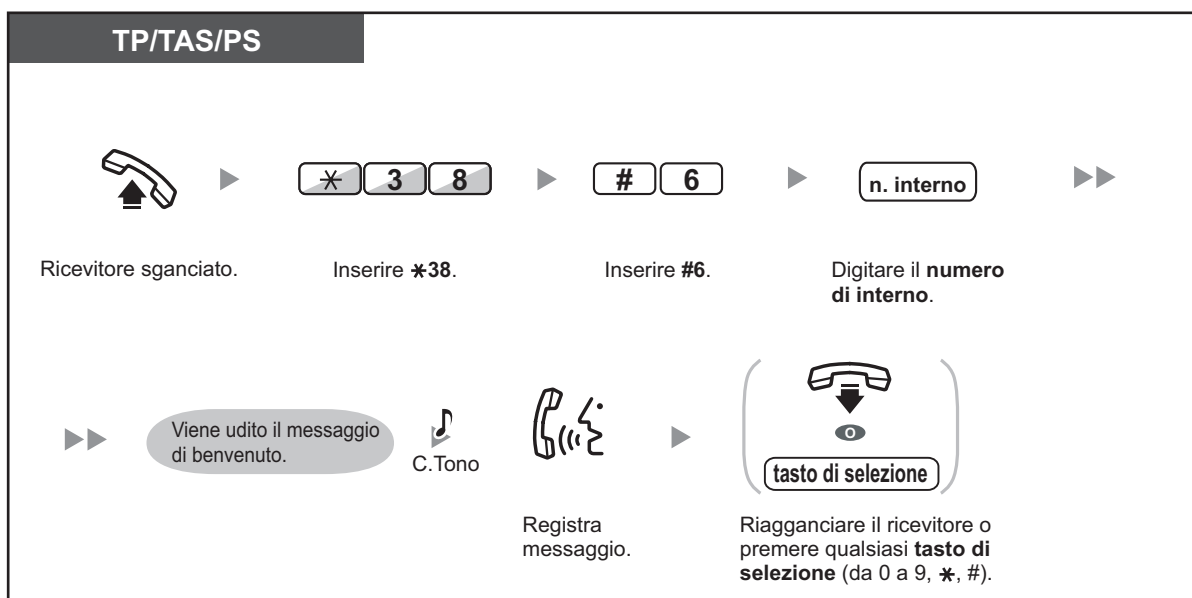 TP/TAS/PS
* 3 8 # 6 n. interno
Ricevitore sganciato.
Inserire *38.
Inserire #6.
Digitare il numero
di interno.
Viene udito il messaggio
di benvenuto.
C.Tono
O
tasto di selezione
Registra
messaggio.
Riagganciare il ricevitore o
premere qualsiasi tasto di
selezione (da 0 a 9, *, #).